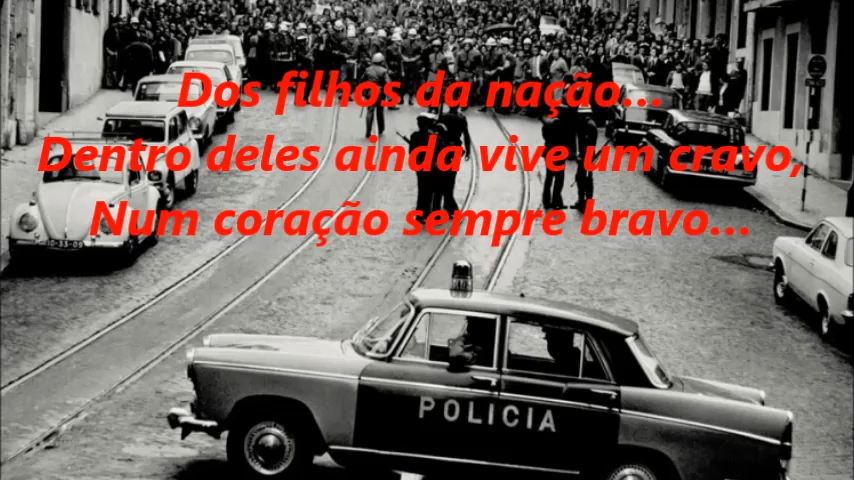 Dos filhos da nação...
Dentro deles ainda vive um cravo,
Num coração sempre bravo...
POLICIA